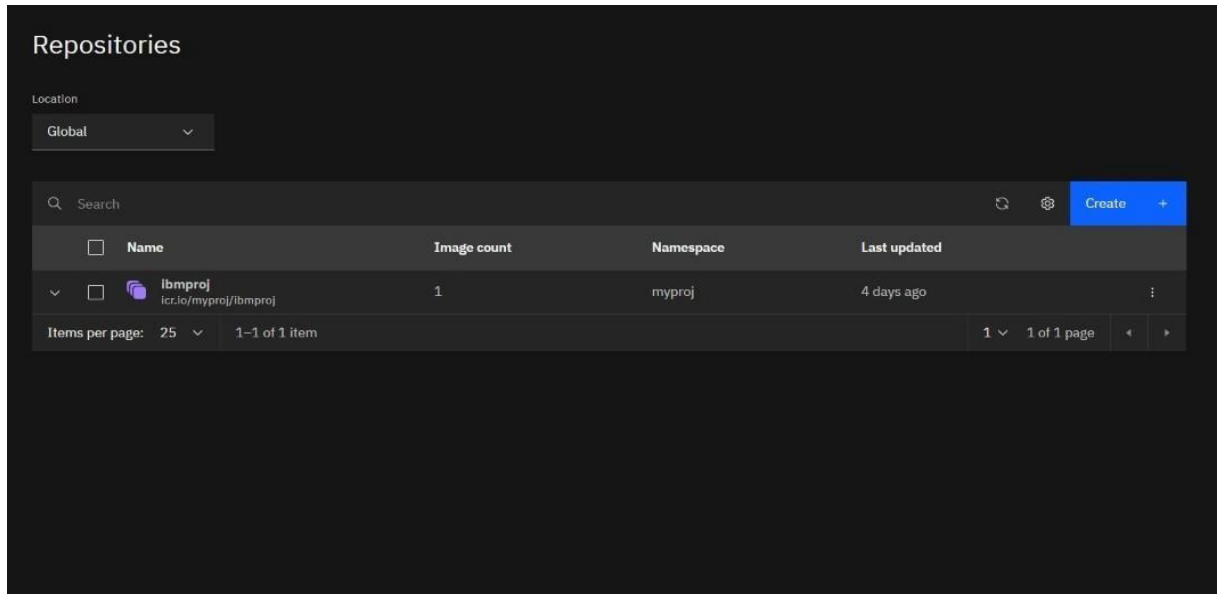 Repositories
Location
Global
Search
Create +
Name Image count Namespace Last updated
ibmproj
icr.io/myproj/ibmproj
1 myproj 4 days ago
Items per page: 25 1–1 of 1 item 1 1 of 1 page